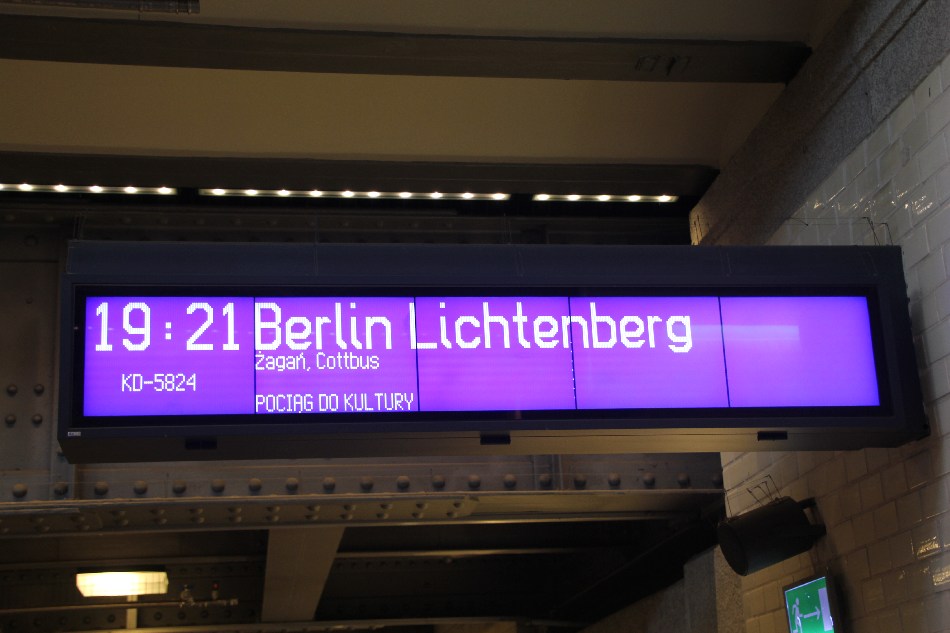 19:21 Berlin Lichtenberg
Żagań, Cottbus
KD-5824
POCIĄG DO KULTURY